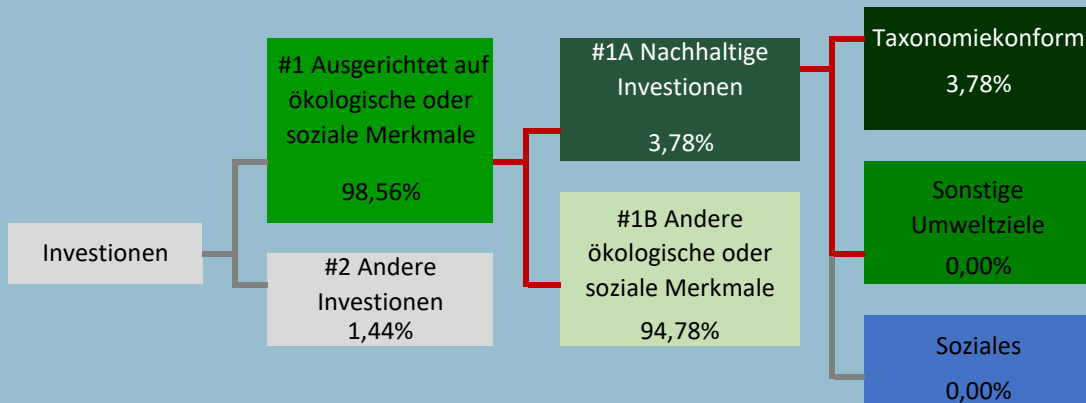 Investionen
#1 Ausgerichtet auf
ökologische oder
soziale Merkmale
98,56%
#2 Andere
Investionen
1,44%
#1A Nachhaltige
Investionen
3,78%
#1B Andere
ökologische oder
soziale Merkmale
94,78%
Taxonomiekonform
3,78%
Sonstige
Umweltziele
0,00%
Soziales
0,00%